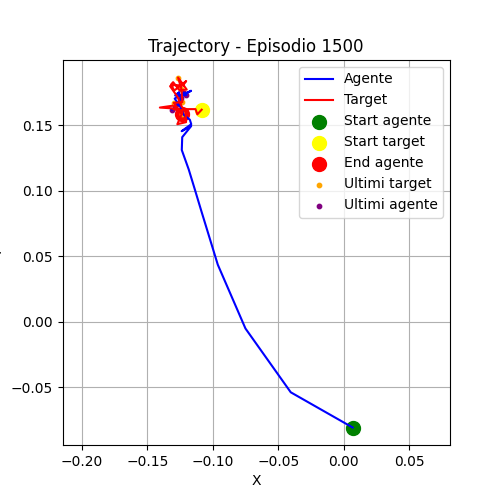 Trajectory - Episodio 1500
Agente
Target
Start agente
Start target
End agente
Ultimi target
Ultimi agente
0.15
0.10
0.05
0.00
−0.05
−0.20
−0.15
−0.10
−0.05
0.00
0.05
X